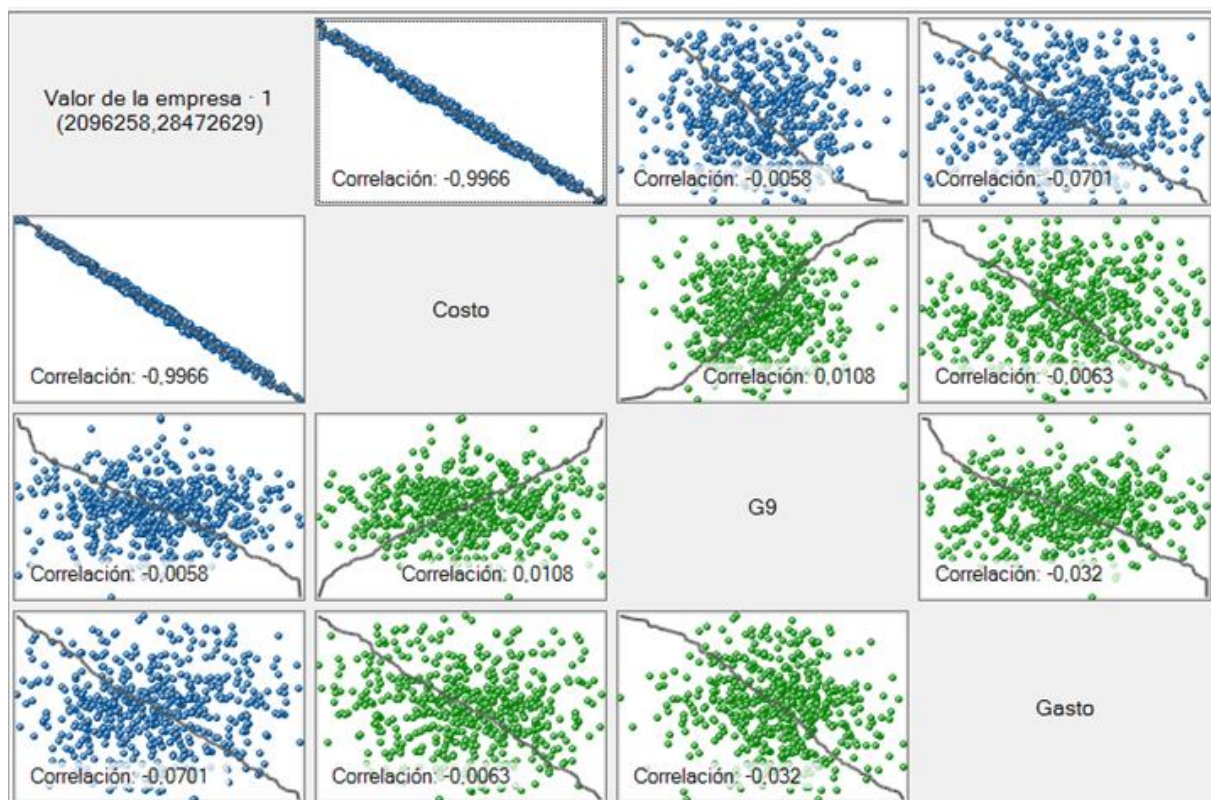 Valor de la empresa · 1
(2096258,28472629)
Correlación: -0,9966
Correlación: -0,0058
Correlación: -0,0701
Correlación: -0,9966
Costo
Correlación: 0,0108
Correlación: -0,0063
Correlación: -0,0058
Correlación: 0,0108
G9
Correlación: -0,032
Correlación: -0,0701
Correlación: -0,0063
Correlación: -0,032
Gasto